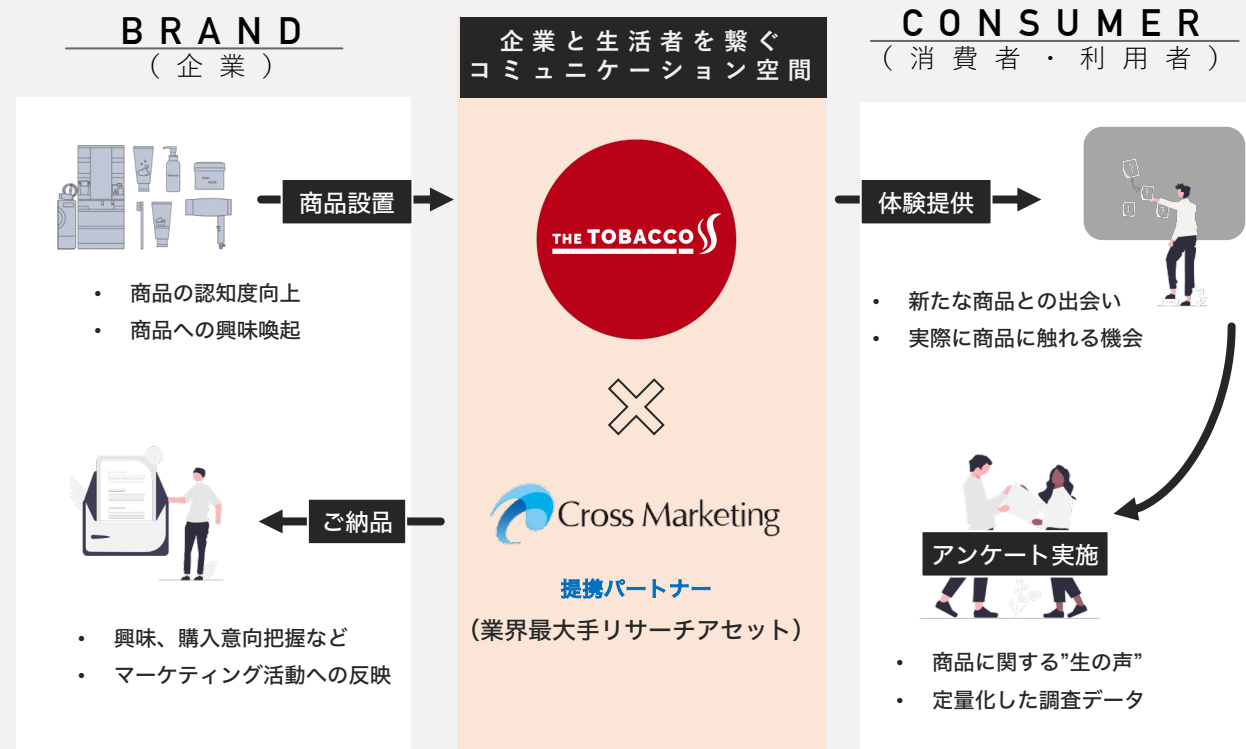 BRAND
(企業)
商品設置
• 商品の認知度向上
• 商品への興味喚起
ご納品
• 興味、購入意向把握など
• マーケティング活動への反映
企業と生活者を繋ぐ
コミュニケーション空間
THE TOBACCO
Cross Marketing
提携パートナー
(業界最大手リサーチアセット)
CONSUMER
(消費者・利用者)
体験提供
• 新たな商品との出会い
• 実際に商品に触れる機会
アンケート実施
• 商品に関する”生の声”
• 定量化した調査データ